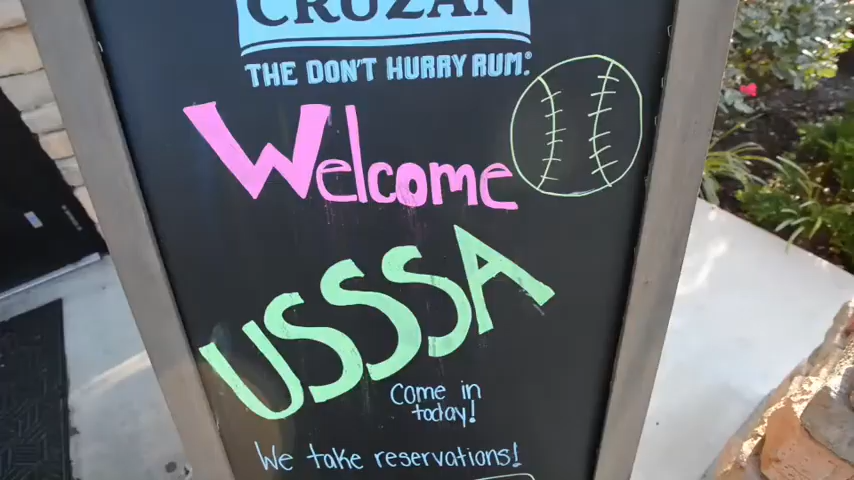 CRUZAN
THE DON'T HURRY RUM.®
Welcome
USSSA
Come in
today!
We take reservations!